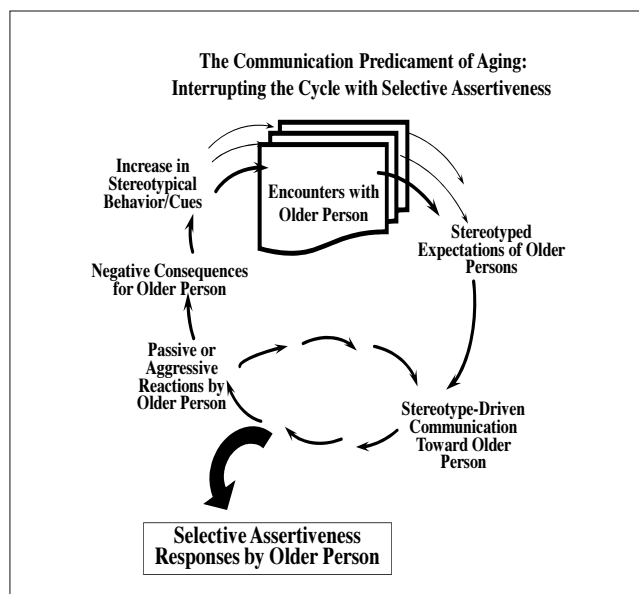 The Communication Predicament of Aging:
Interrupting the Cycle with Selective Assertiveness
Increase in
Stereotypical
Behavior/Cues
Encounters with
Older Person
Stereotyped
Expectations of Older
Persons
Negative Consequences
for Older Person
Passive or
Aggressive
Reactions by
Older Person
Stereotype-Driven
Communication
Toward Older
Person
Selective Assertiveness
Responses by Older Person